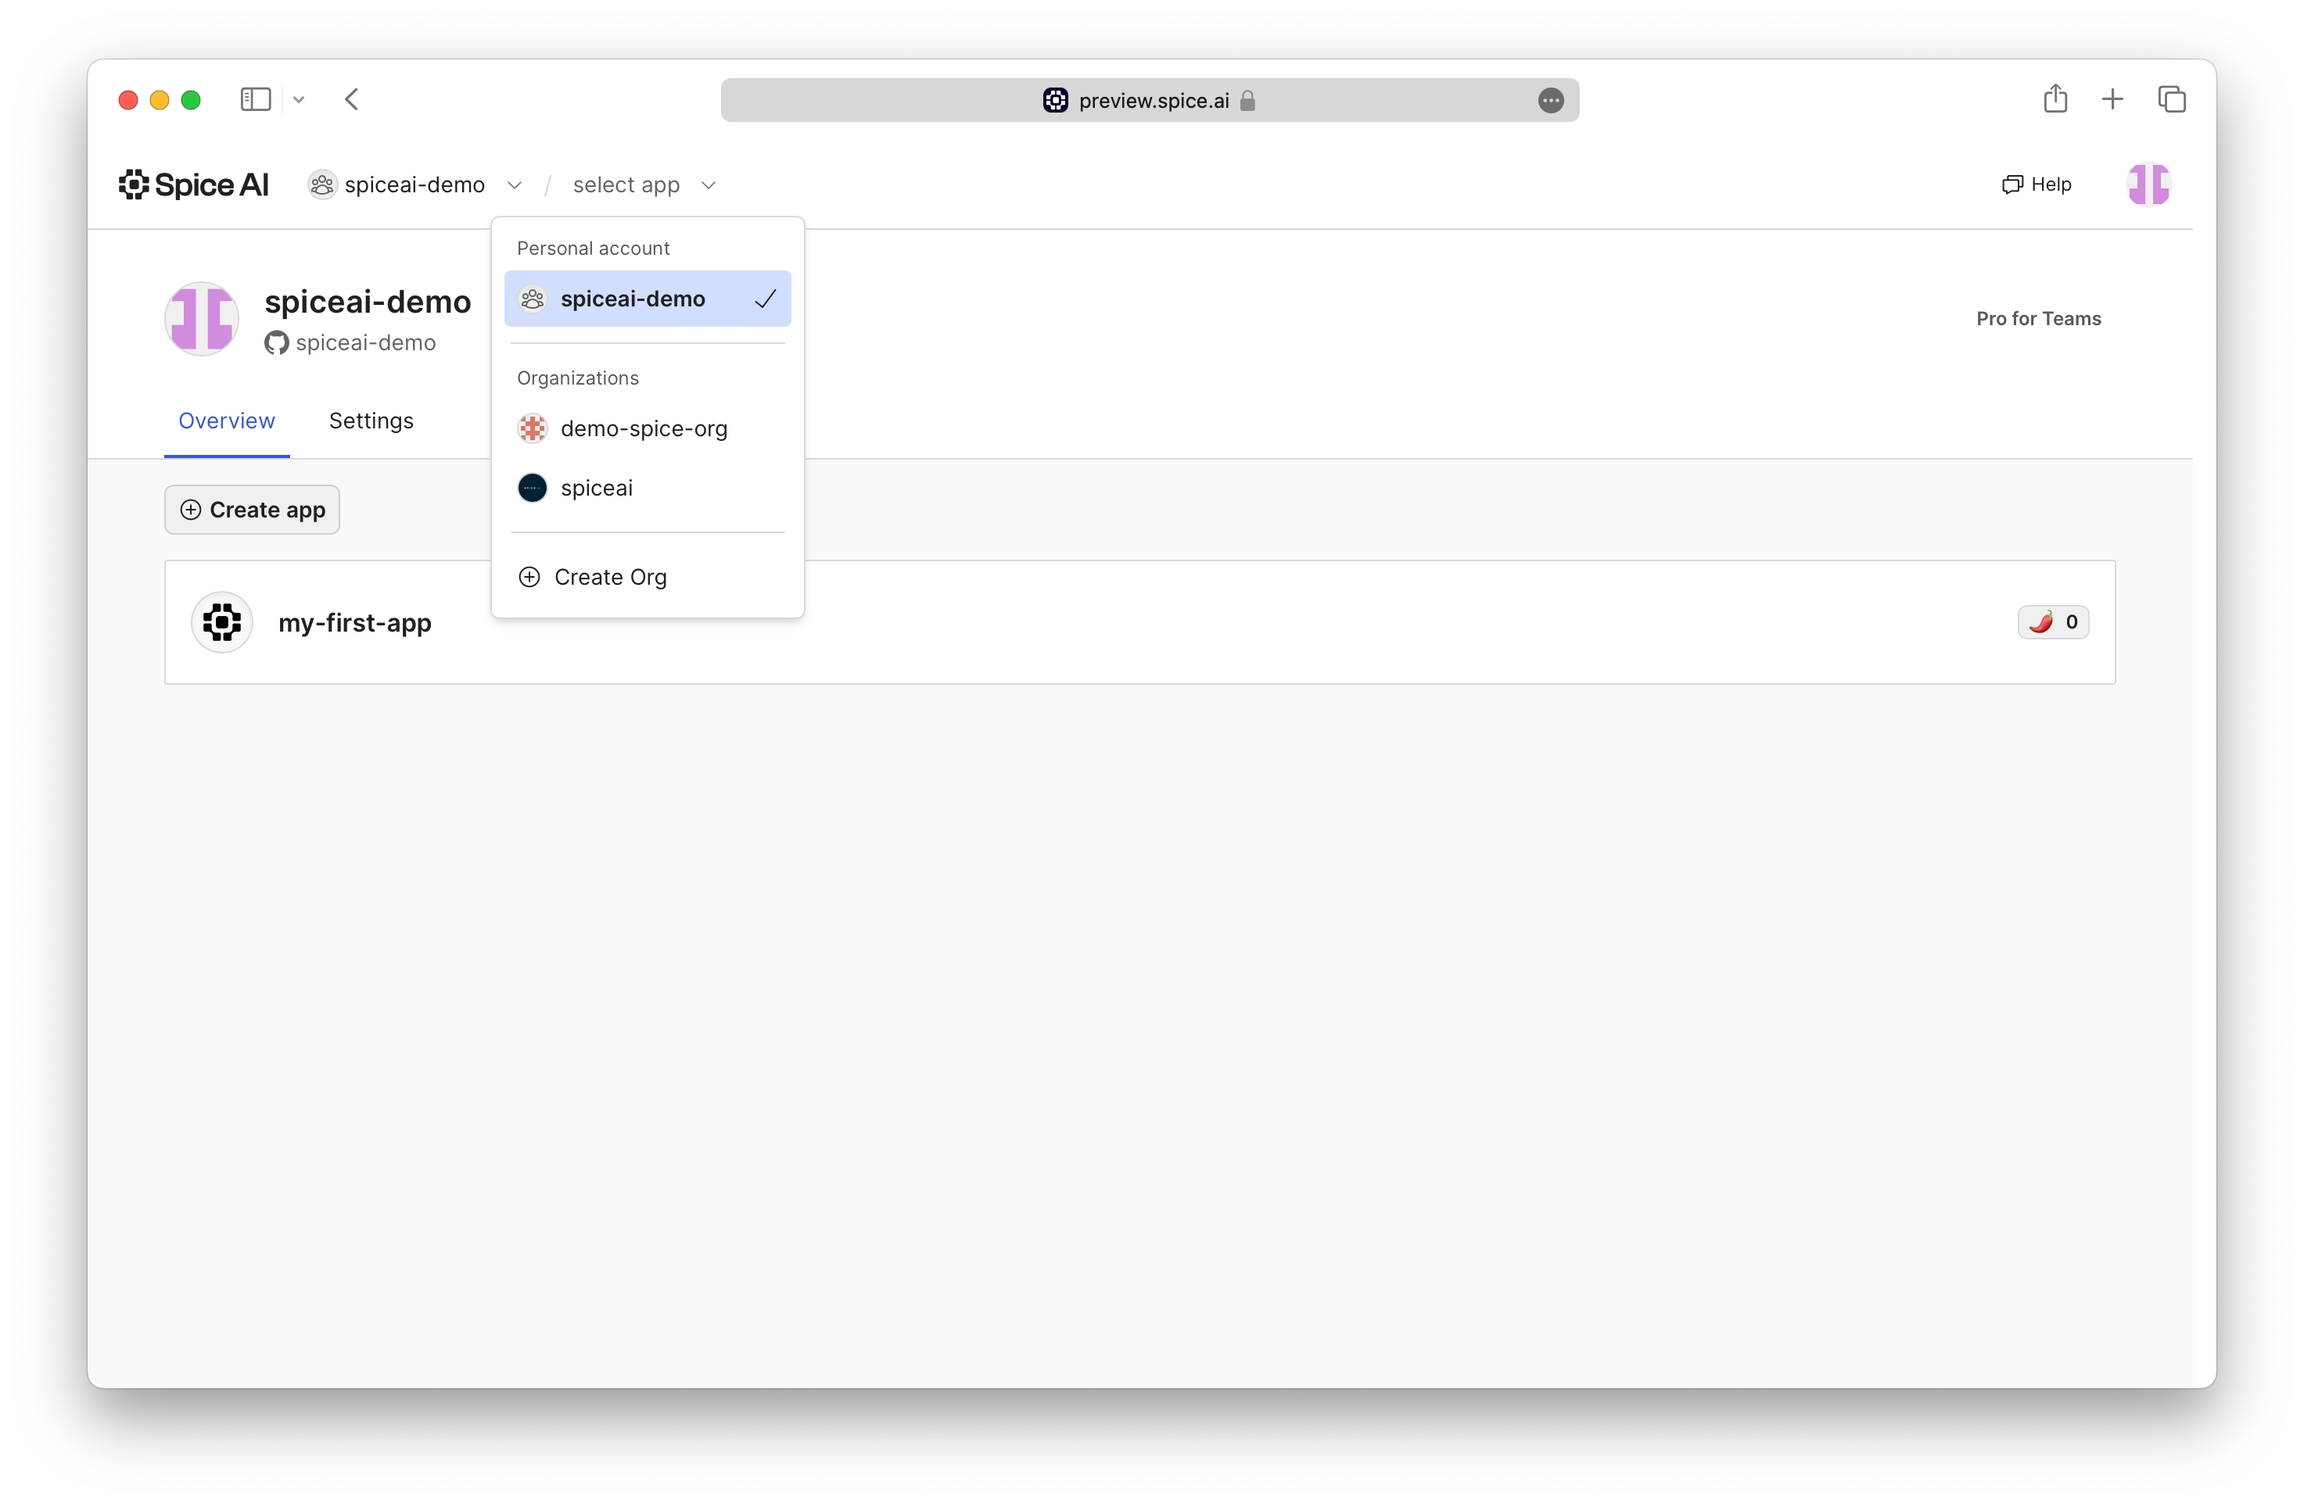 preview.spice.ai
Spice AI
spiceai-demo / select app
Help
Personal account
spiceai-demo
Organizations
demo-spice-org
spiceai
Create Org
spiceai-demo
spiceai-demo
Pro for Teams
Overview
Settings
Create app
my-first-app
0